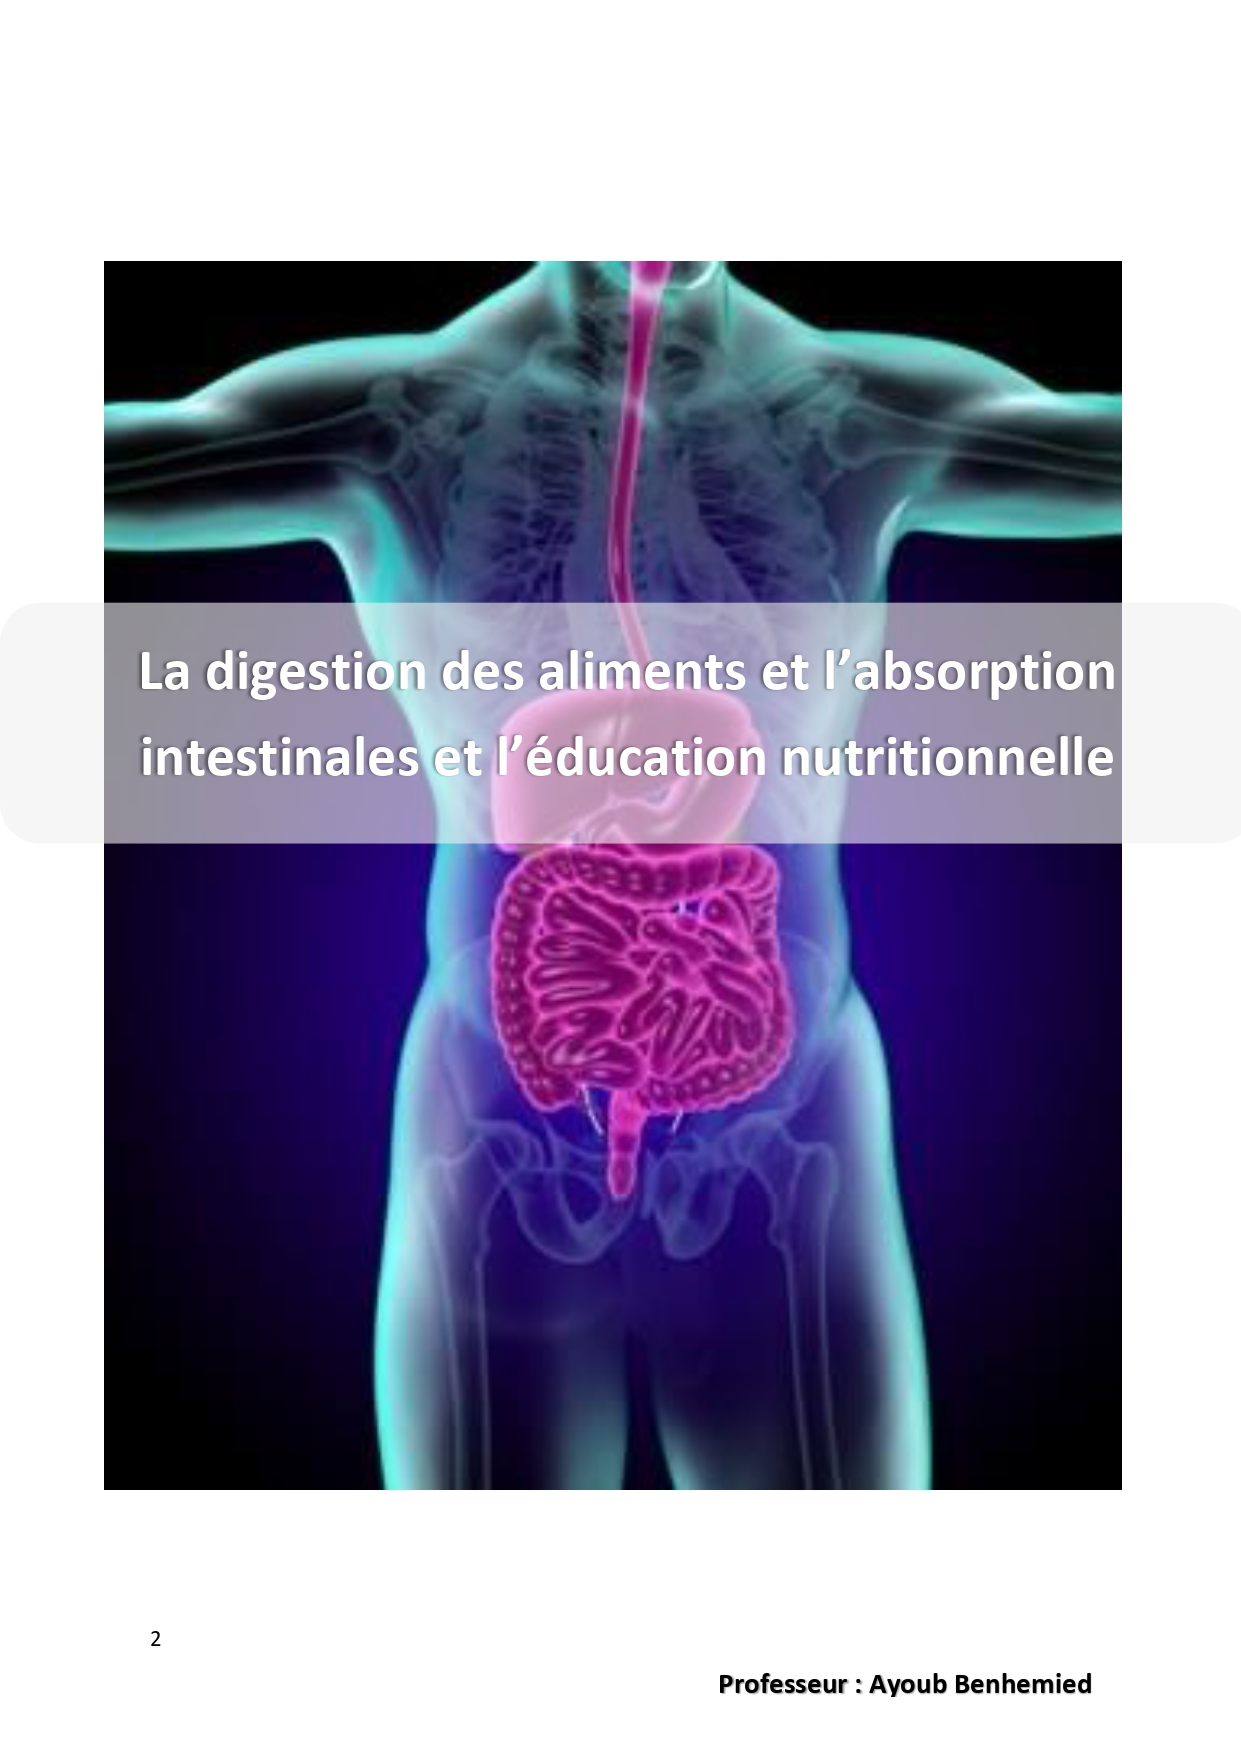 La digestion des aliments et l’absorption
intestinales et l’éducation nutritionnelle
2
Professeur : Ayoub Benhemied